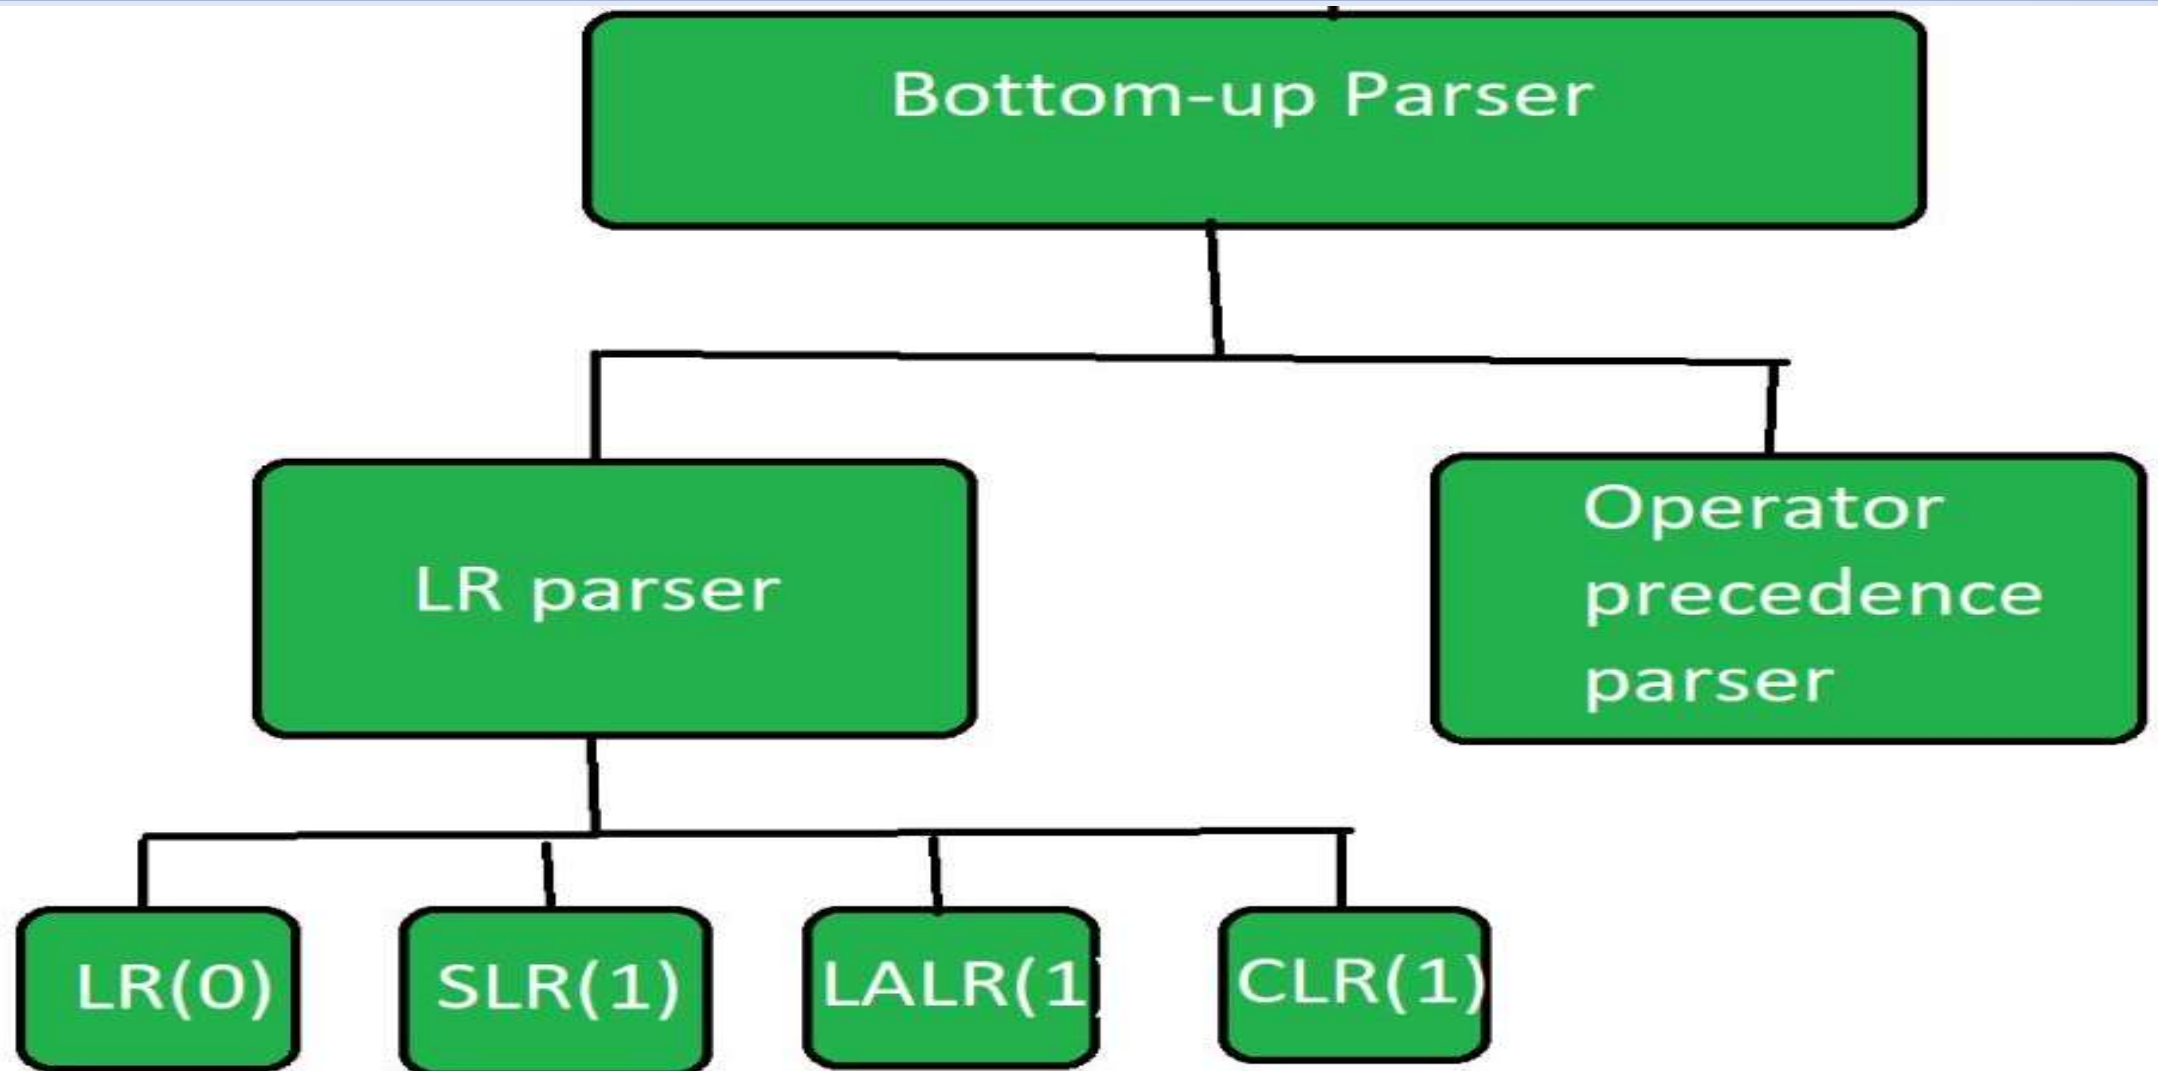 Bottom-up Parser
LR parser
Operator
precedence
parser
LR(0)
SLR(1)
LALR(1)
CLR(1)